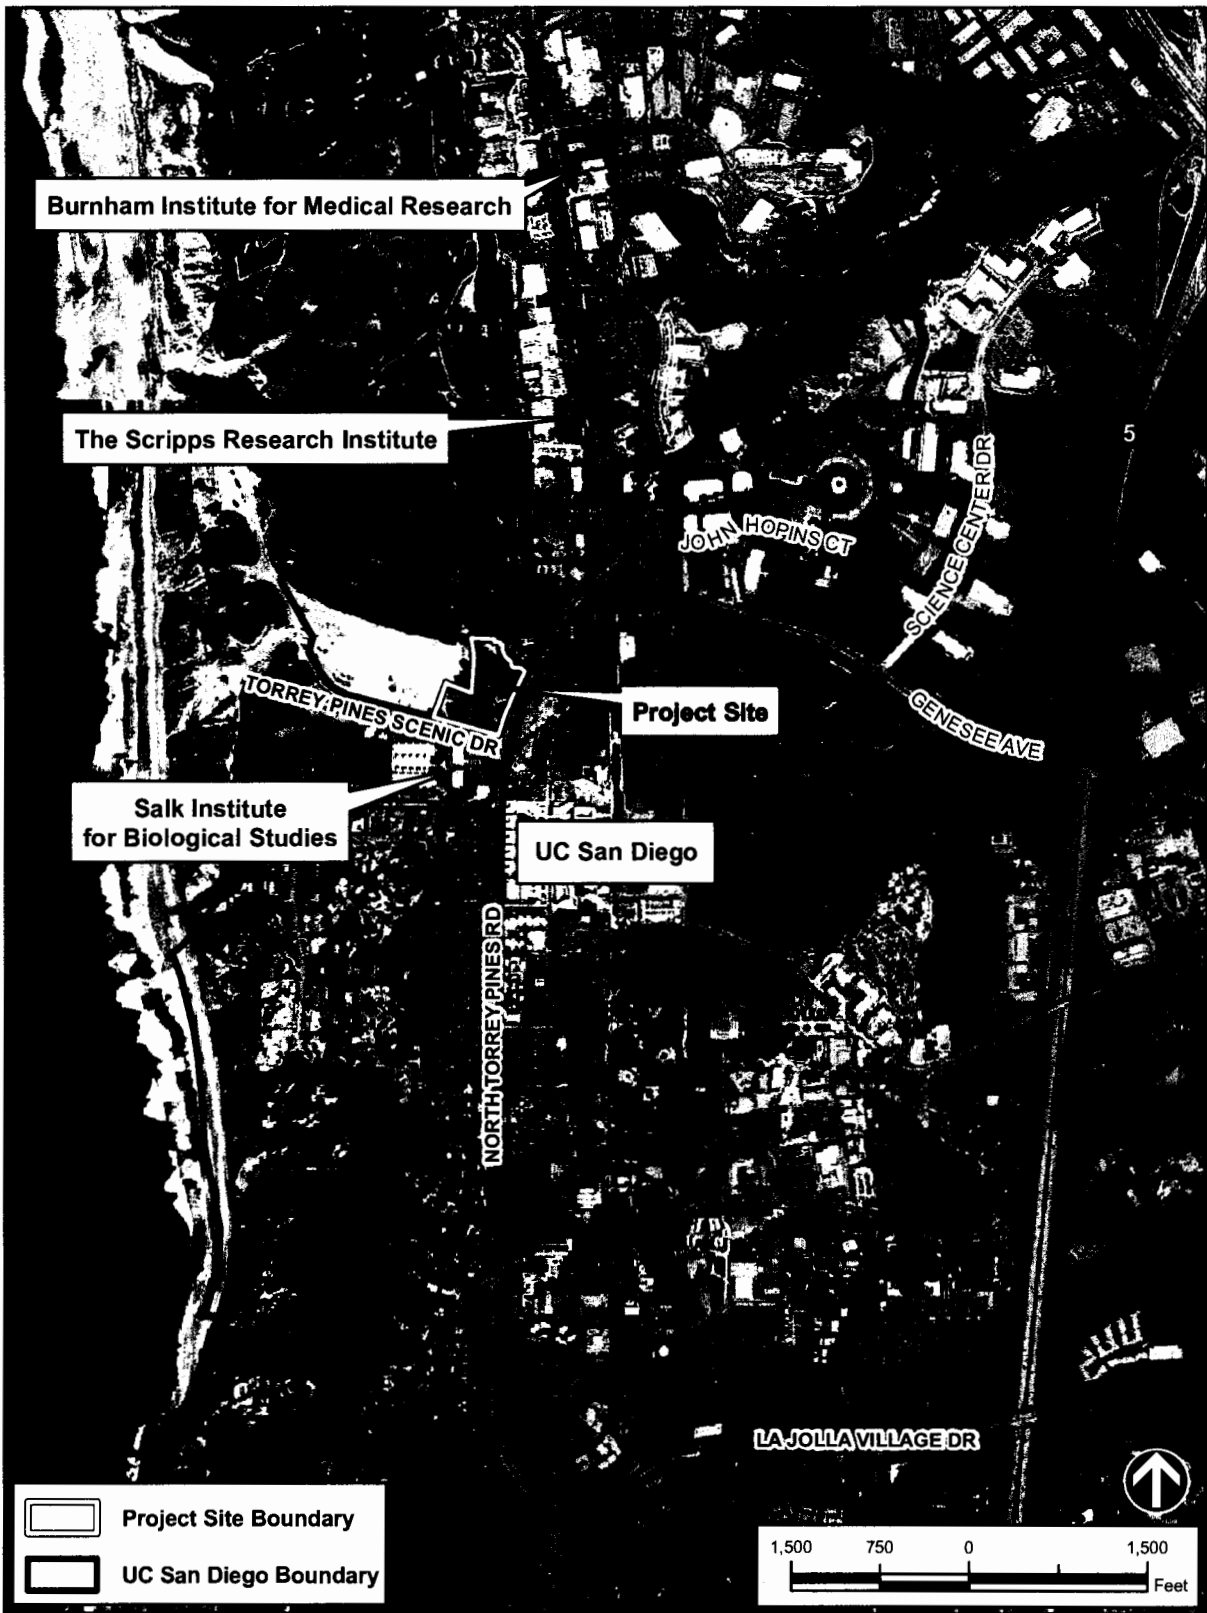 Burnham Institute for Medical Research
The Scripps Research Institute
5
JOHN HOPINS CT
SCIENCE CENTER DR
TORREY PINES SCENIC DR
Project Site
GENESEE AVE
Salk Institute
for Biological Studies
UC San Diego
NORTH TORREY PINES RD
LA JOLLA VILLAGE DR
Project Site Boundary
UC San Diego Boundary
1,500 750 0 1,500
Feet